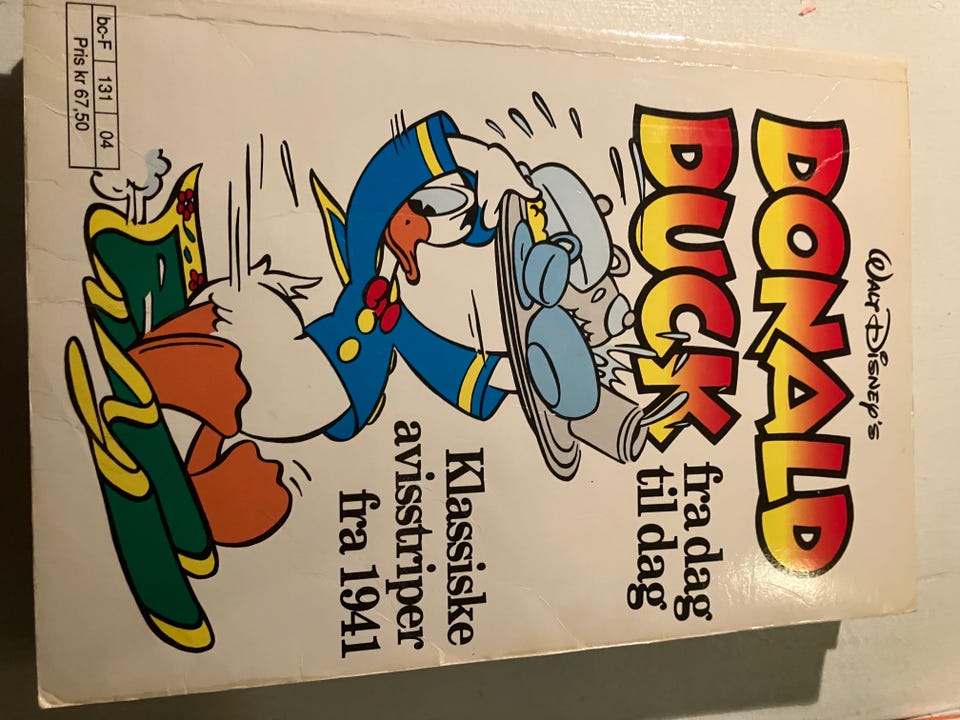 WALT DISNEY'S
DONALD
DUCK
fra dag
til dag
Klassiske
avisstriper
fra 1941
bc-F 131 04
Pris kr 67,50